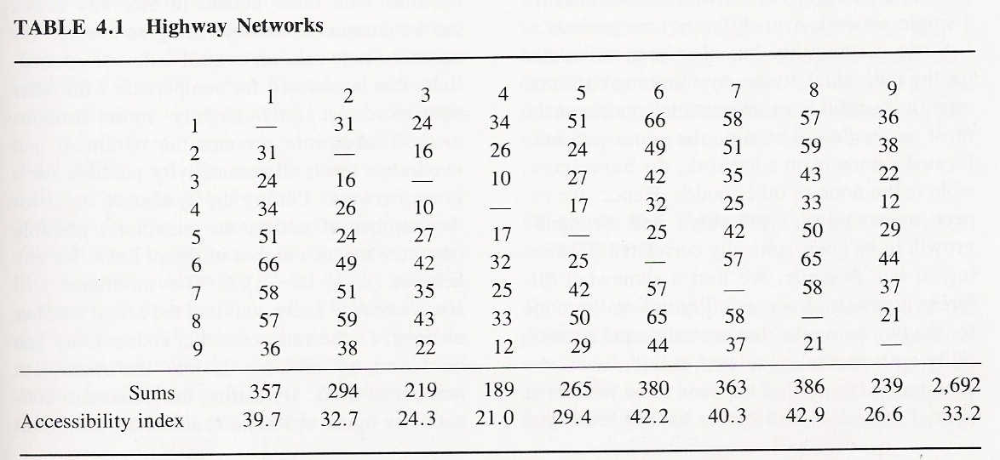 TABLE 4.1 Highway Networks
1 2 3 4 5 6 7 8 9
1 31 24 34 51 66 58 57 36
2 31 16 26 24 49 51 59 38
3 24 16 — 10 27 42 35 43 22
4 34 26 10 — 17 32 25 33 12
5 51 24 27 17 25 42 50 29
6 66 49 42 32 25 — 57 65 44
7 58 51 35 25 42 57 — 58 37
8 57 59 43 33 50 65 58 21
9 36 38 22 12 29 44 37 21 —
Sums 357 294 219 189 265 380 363 386 239 2,692
Accessibility index 39.7 32.7 24.3 21.0 29.4 42.2 40.3 42.9 26.6 33.2